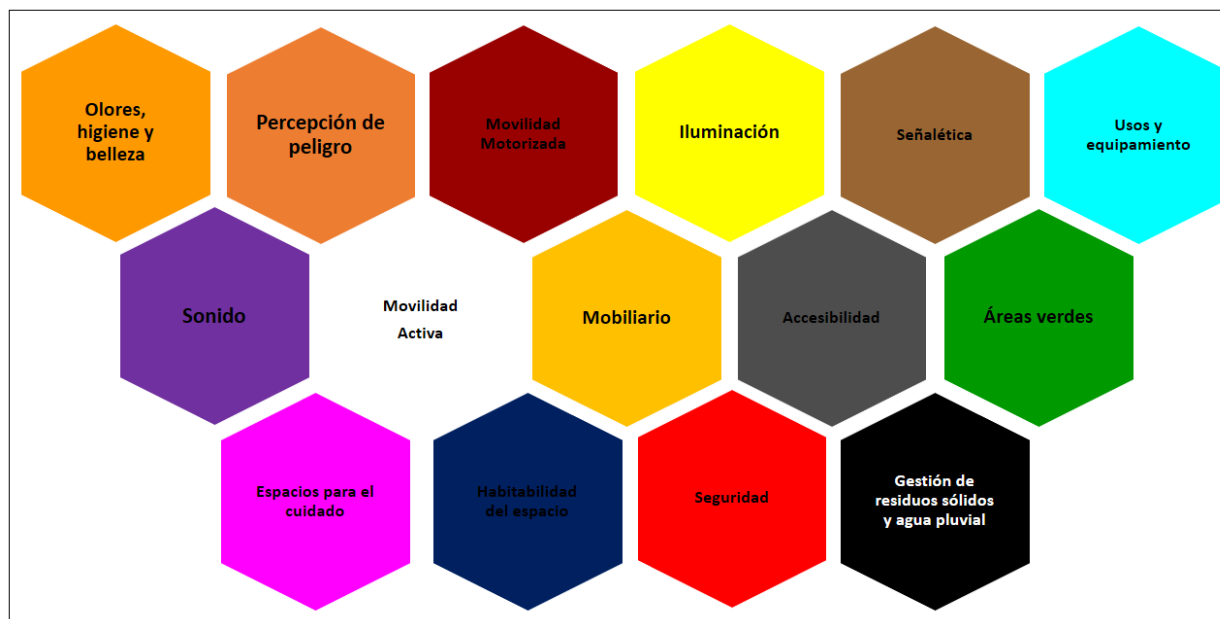 Olores,
higiene y
belleza
Percepción de
peligro
Movilidad
Motorizada
Iluminación
Señalética
Usos y
equipamiento
Sonido
Movilidad
Activa
Mobiliario
Accesibilidad
Áreas verdes
Espacios para el
cuidado
Habitabilidad
del espacio
Seguridad
Gestión de
residuos sólidos
y agua pluvial